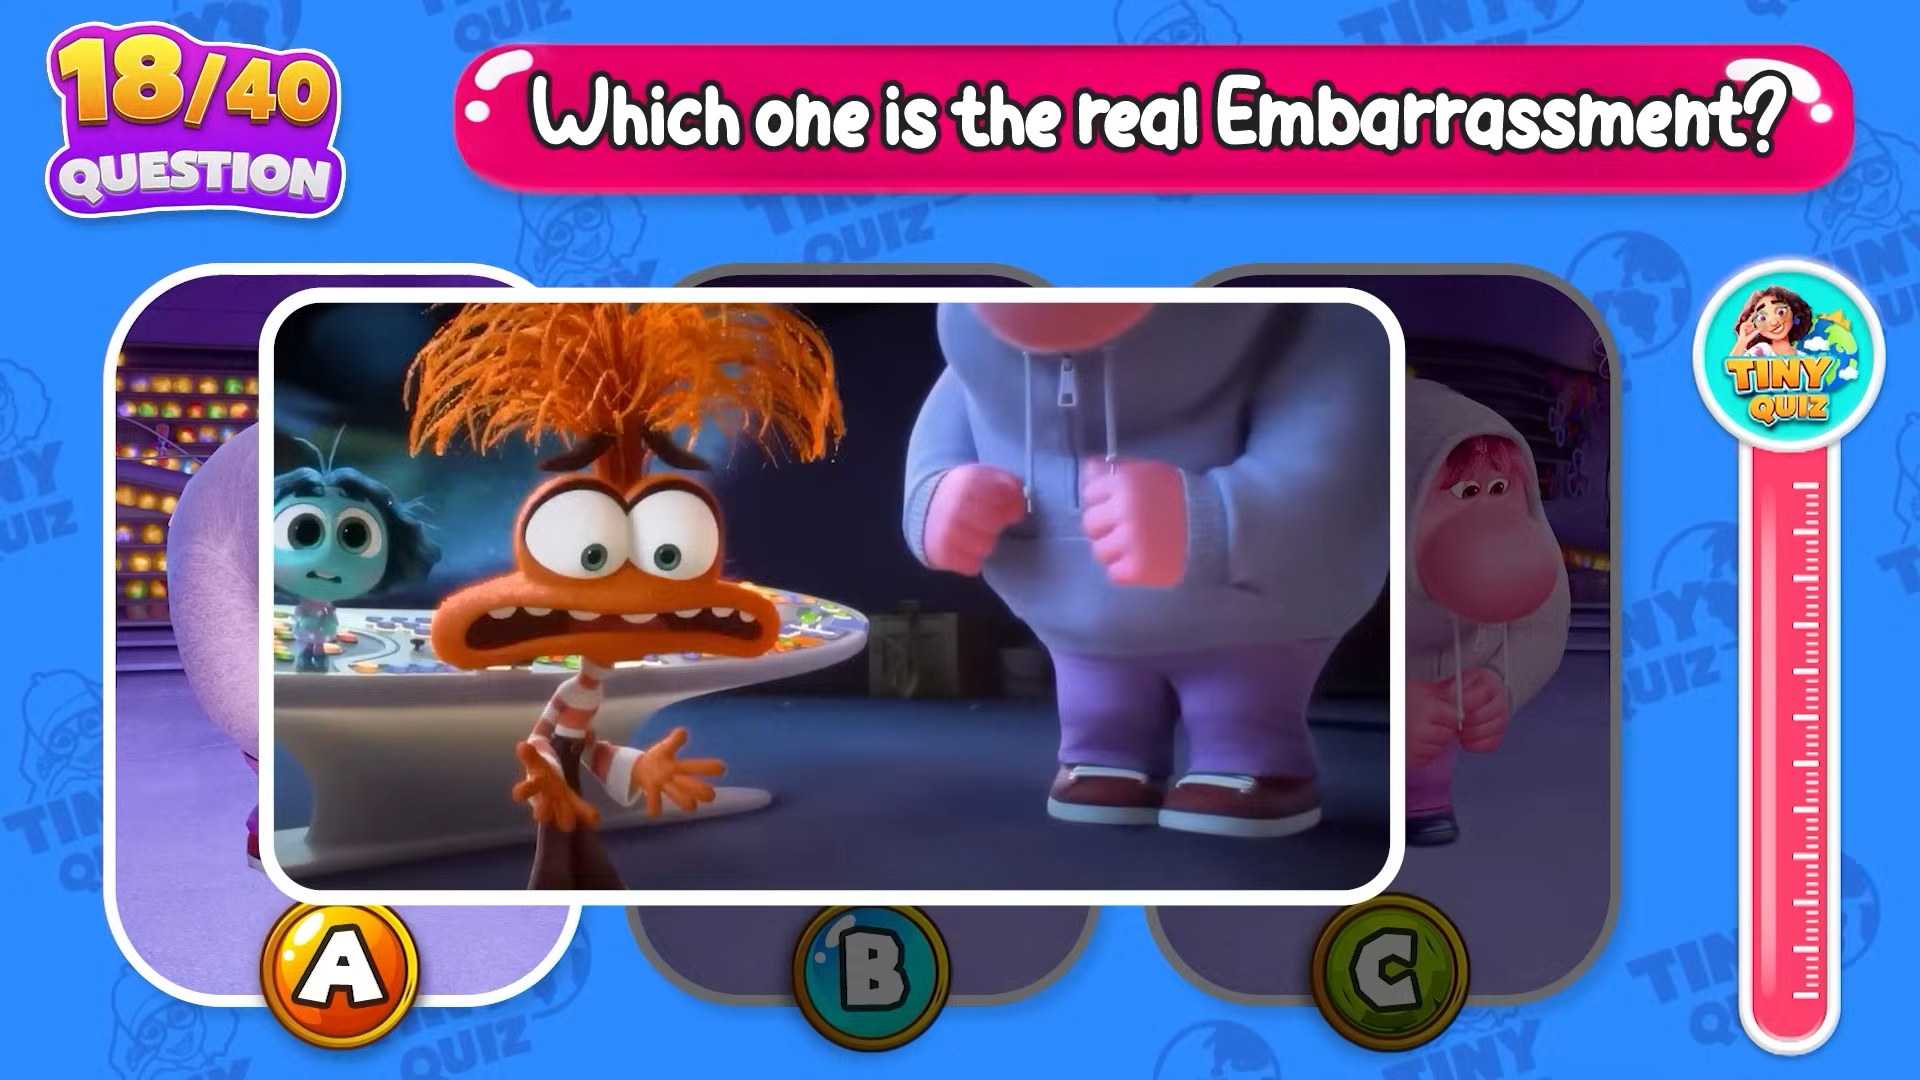 18/40
QUESTION
Which one is the real Embarrassment?
TINY
QUIZ
A
B
C